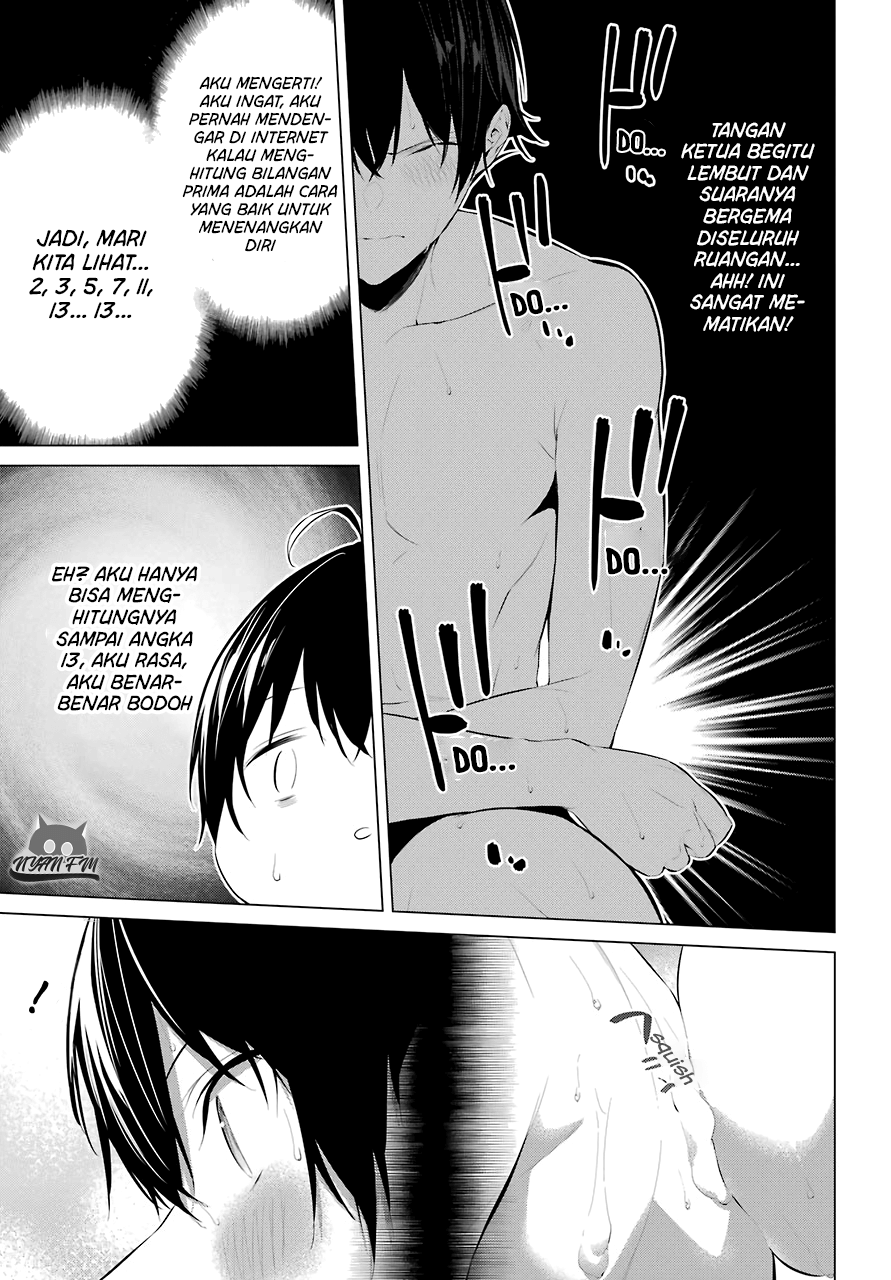 TANGAN
KETUA BEGITU
LEMBUT DAN
SUARANYA
BERGEMA
DISELURUH
RUANGAN...
AHH! INI
SANGAT ME-
MATIKAN!
DO...
DO...
DO...
DO...
AKU MENGERTI!
AKU INGAT, AKU
PERNAH MENDEN-
GAR DI INTERNET
KALAU MENG-
HITUNG BILANGAN
PRIMA ADALAH CARA
YANG BAIK UNTUK
MENENANGKAN
DIRI
JADI, MARI
KITA LIHAT...
2, 3, 5, 7, 11,
13... 13...
EH? AKU HANYA
BISA MENG-
HITUNGNYA
SAMPAI ANGKA
13, AKU RASA,
AKU BENAR-
BENAR BODOH
NYAN FM
squish
!